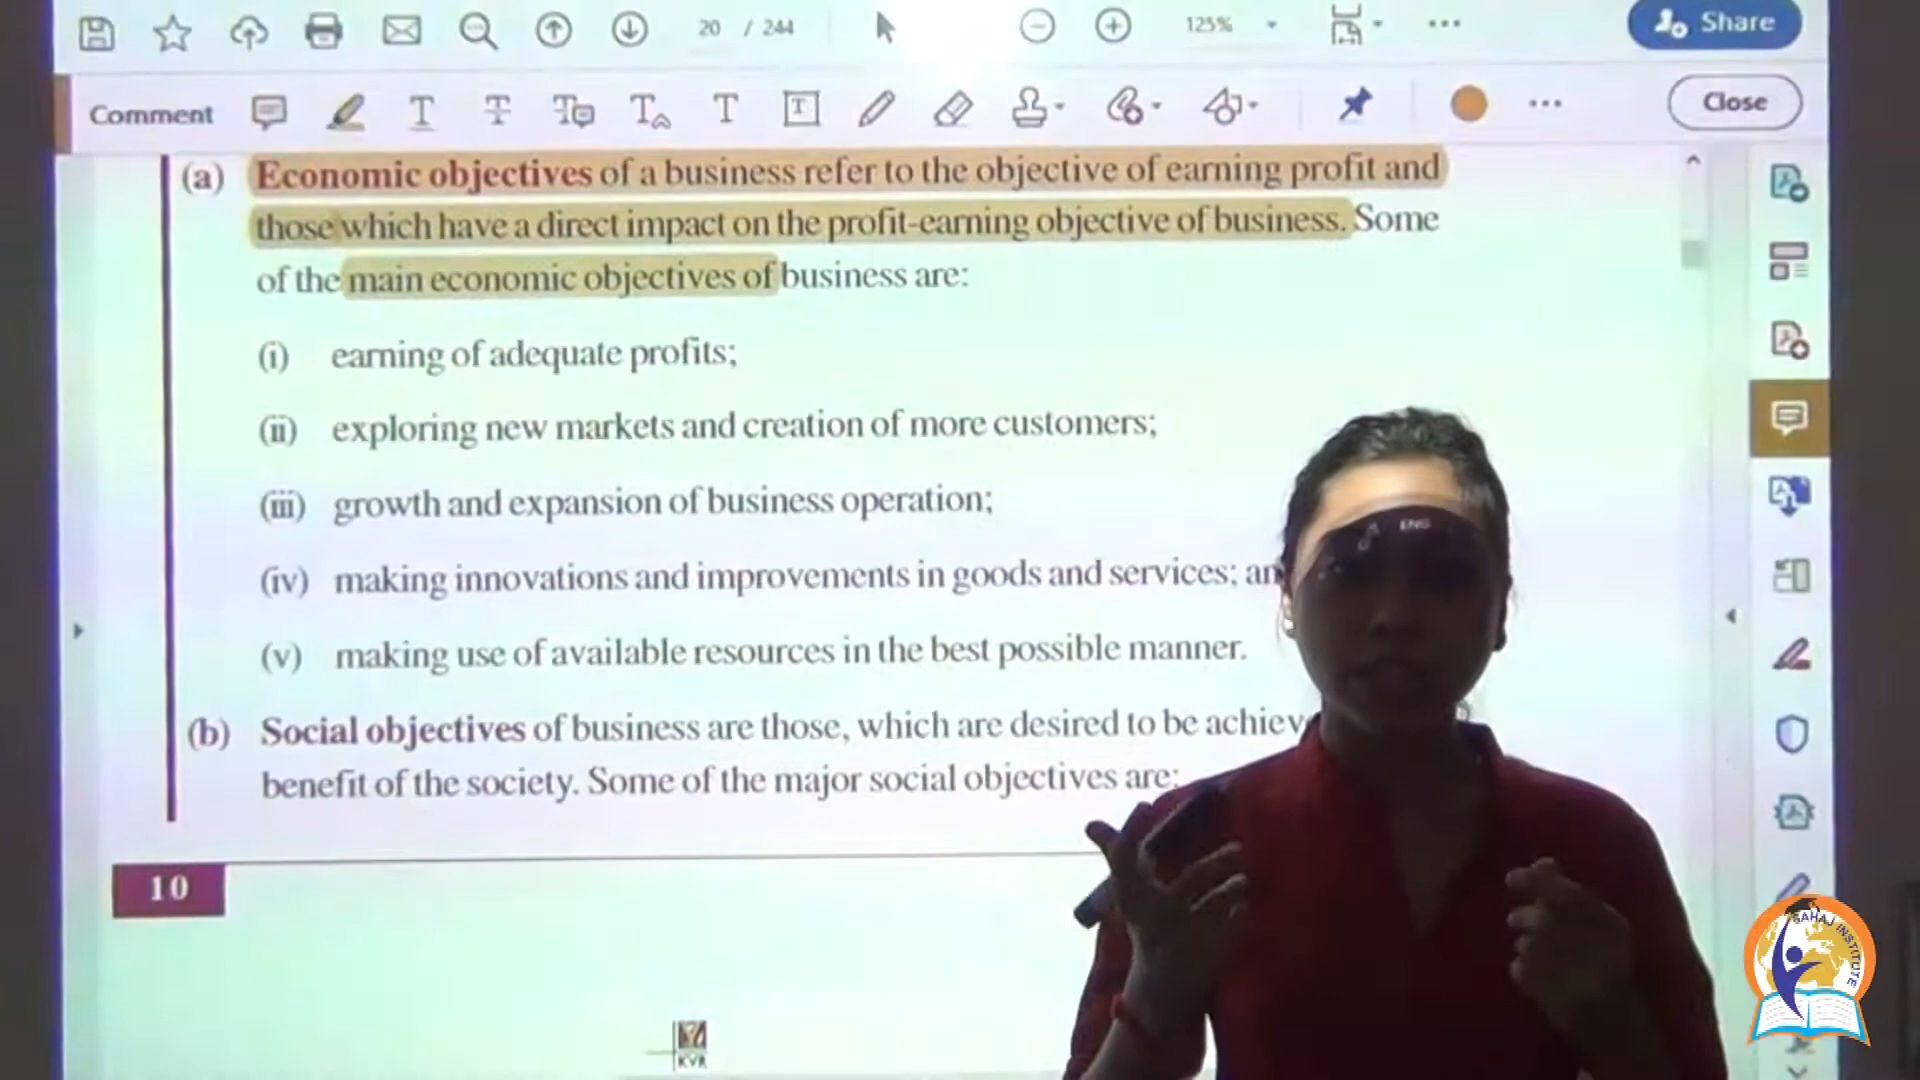 20 / 244
125%
Share
Comment
Close
(a) Economic objectives of a business refer to the objective of earning profit and
those which have a direct impact on the profit-earning objective of business. Some
of the main economic objectives of business are:
(i) earning of adequate profits;
(ii) exploring new markets and creation of more customers;
(iii) growth and expansion of business operation;
(iv) making innovations and improvements in goods and services; an
(v) making use of available resources in the best possible manner.
(b) Social objectives of business are those, which are desired to be achiev
benefit of the society. Some of the major social objectives are:
10
KVR
ENG
SAHAJ INSTITUTE